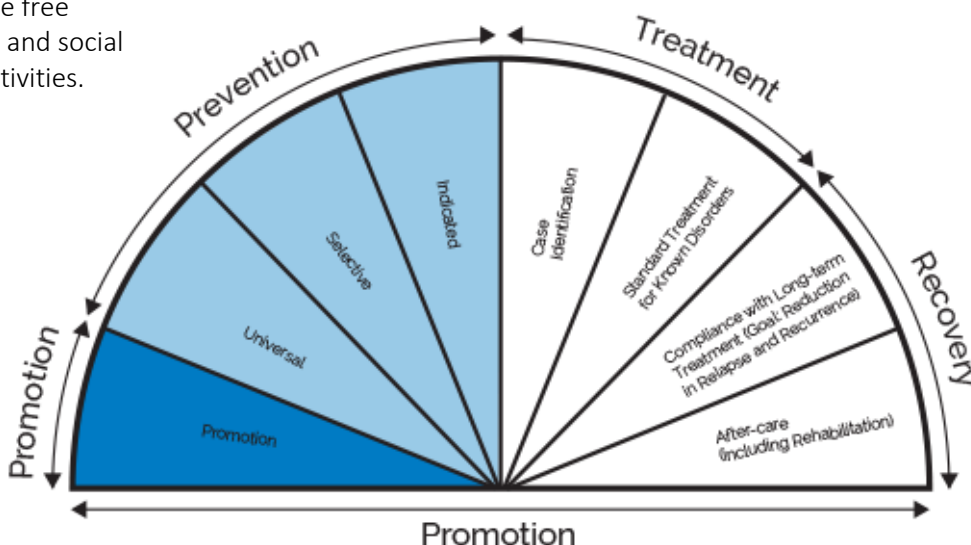 e free
and social
tivities.
Prevention
Treatment
Promotion
Recovery
Promotion
Universal
Selective
Indicated
Case
Identification
Standard Treatment
for Known Disorders
Compliance with Long-term
Treatment (Goal: Reduction
in Relapse and Recurrence)
After-care
(Including Rehabilitation)
Promotion